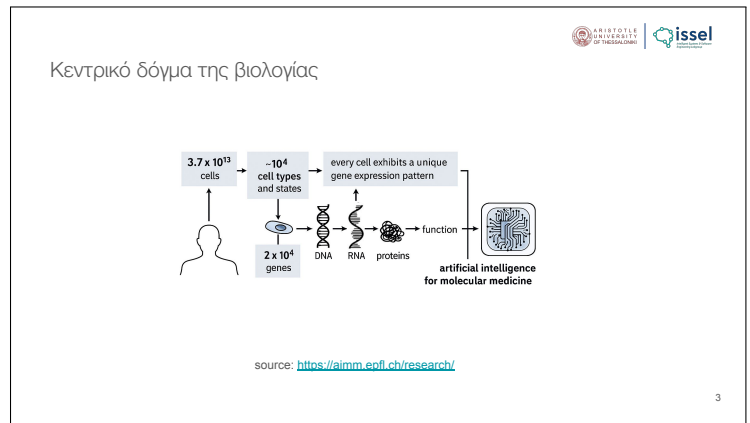 ARISTOTLE
UNIVERSITY
OF THESSALONIKI
issel
Κεντρικό δόγμα της βιολογίας
3.7 x 10¹³
cells
~10⁴
cell types
and states
every cell exhibits a unique
gene expression pattern
2 x 10⁴
genes
DNA
RNA
proteins
function
artificial intelligence
for molecular medicine
source: https://aimm.epfl.ch/research/
3